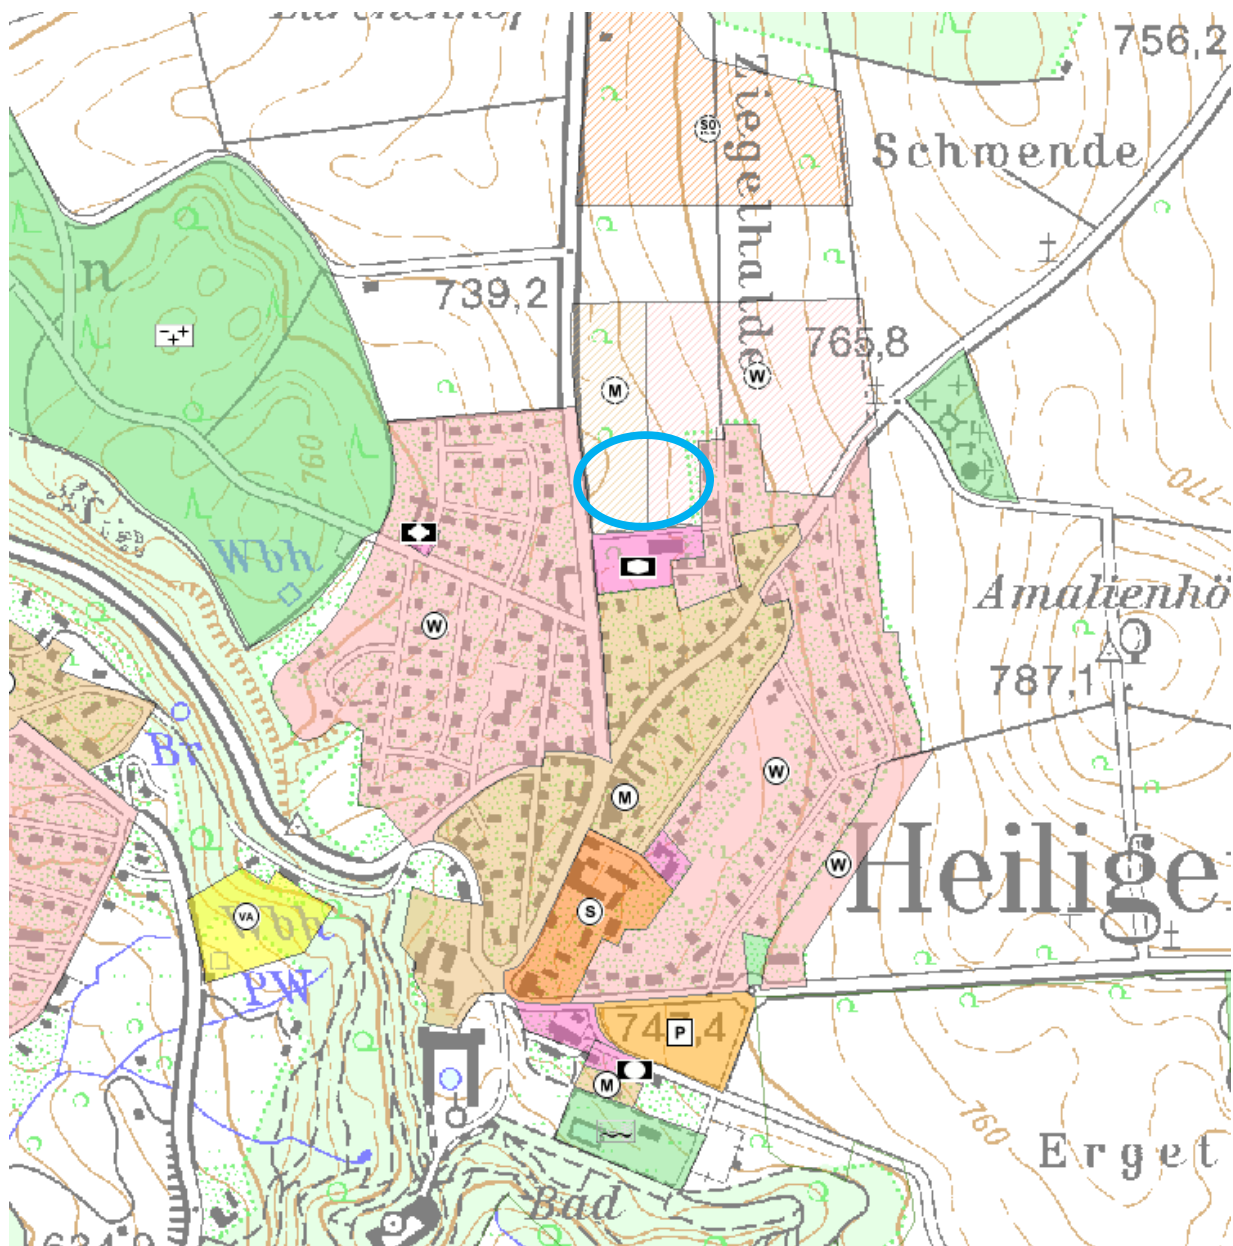 756,2
Ziegelhalde
SO
Schwende
n
739,2
765,8
M
W
760
770
Wbh
Amalienhö
W
787,1
Br
W
M
Heilige
W
S
VA
Wbh
PW
747,4
P
M
760
Erget
Bad